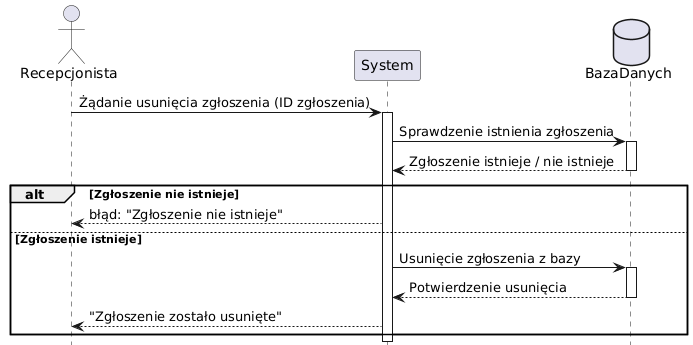 Recepcjonista
System
BazaDanych
Żądanie usunięcia zgłoszenia (ID zgłoszenia)
Sprawdzenie istnienia zgłoszenia
Zgłoszenie istnieje / nie istnieje
alt [Zgłoszenie nie istnieje]
błąd: "Zgłoszenie nie istnieje"
[Zgłoszenie istnieje]
Usunięcie zgłoszenia z bazy
Potwierdzenie usunięcia
"Zgłoszenie zostało usunięte"